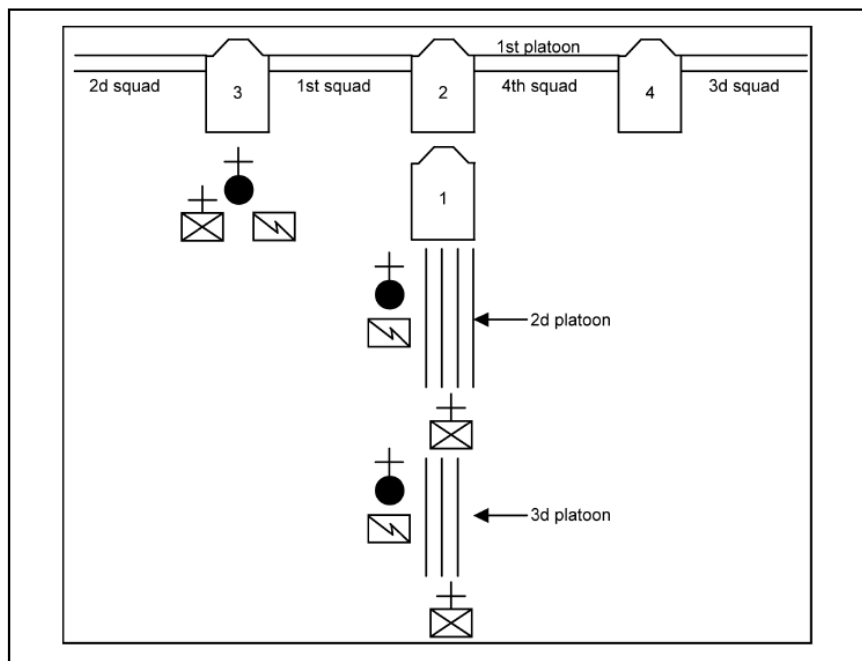 1st platoon
2d squad
3
1st squad
2
4th squad
4
3d squad
1
2d platoon
3d platoon